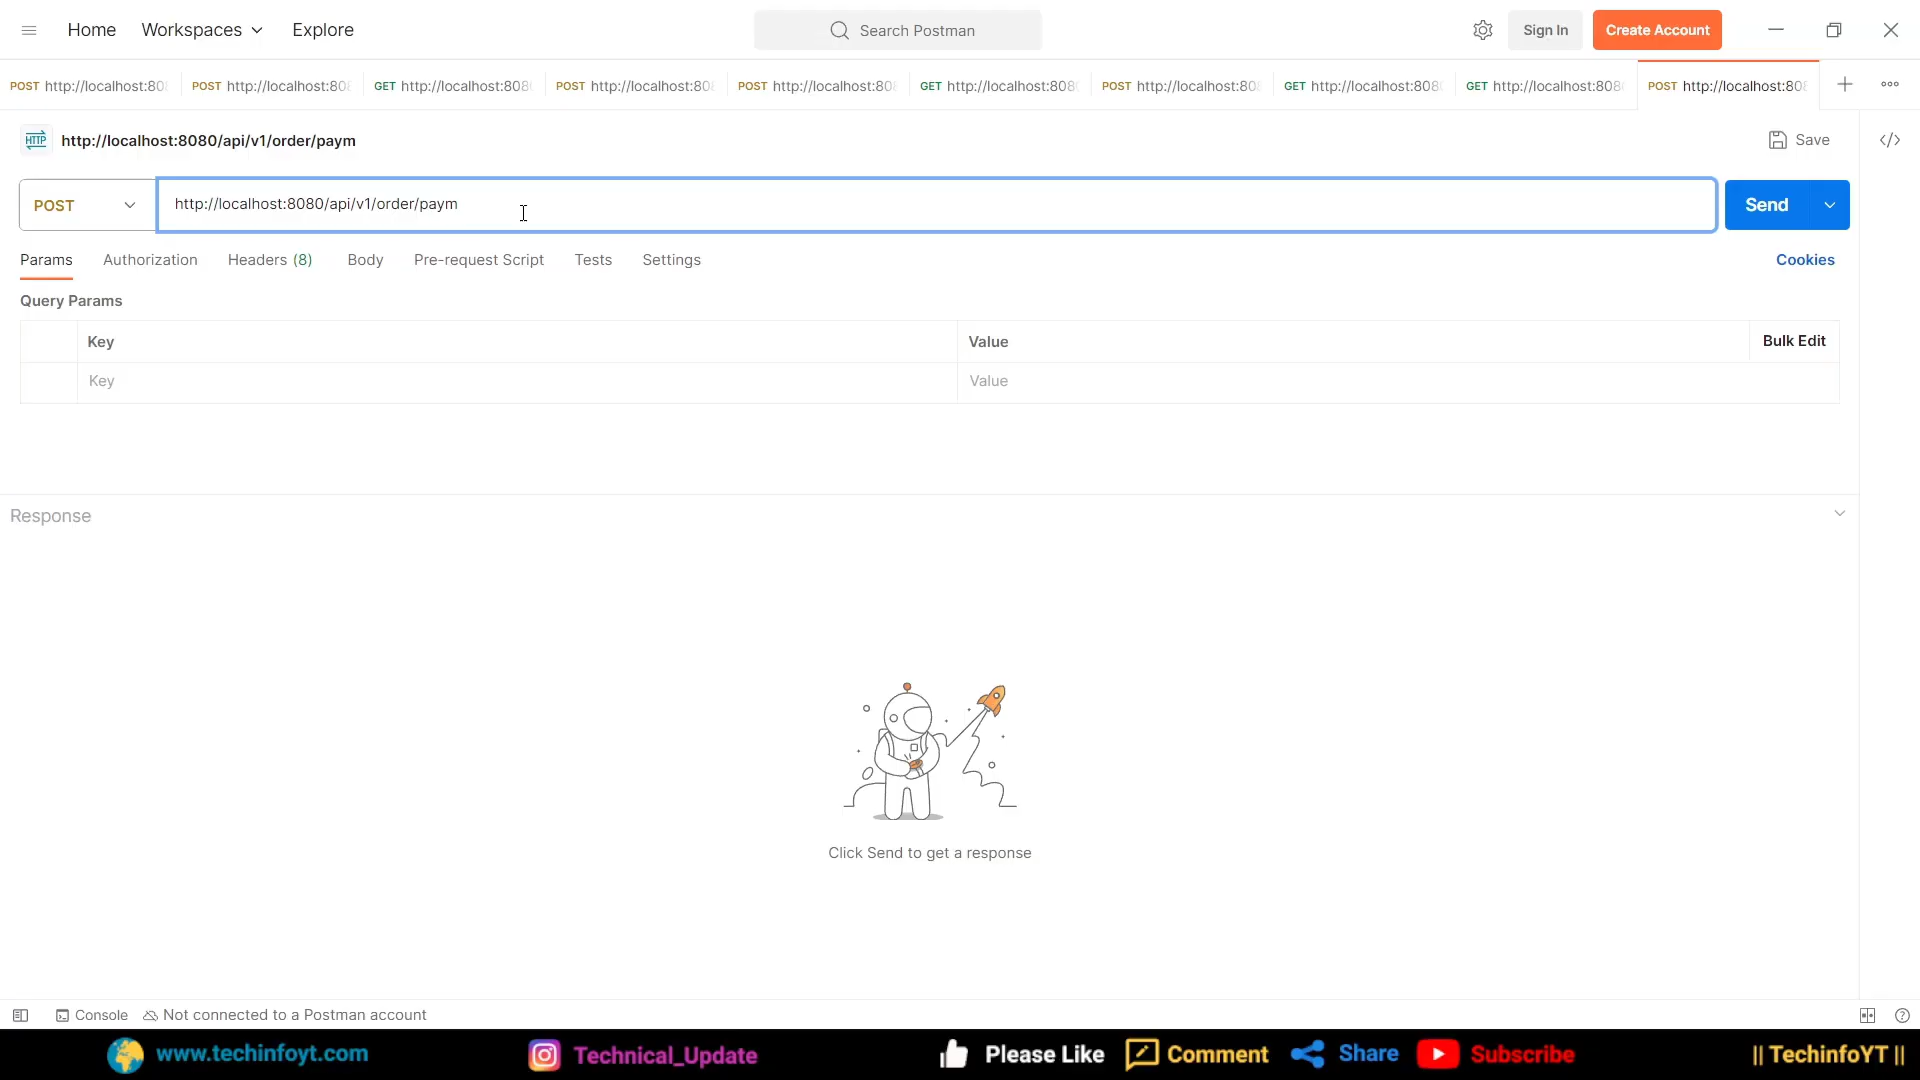 Home Workspaces Explore Search Postman Sign In Create Account
POST http://localhost:80 POST http://localhost:80 GET http://localhost:808 POST http://localhost:80 POST http://localhost:80 GET http://localhost:808 POST http://localhost:80 GET http://localhost:808 GET http://localhost:808 POST http://localhost:80
HTTP http://localhost:8080/api/v1/order/paym Save </>
POST http://localhost:8080/api/v1/order/paym Send
Params Authorization Headers (8) Body Pre-request Script Tests Settings Cookies
Query Params
Key Value Bulk Edit
Key Value
Response
Click Send to get a response
Console Not connected to a Postman account
www.techinfoyt.com Technical_Update Please Like Comment Share Subscribe || TechinfoYT ||